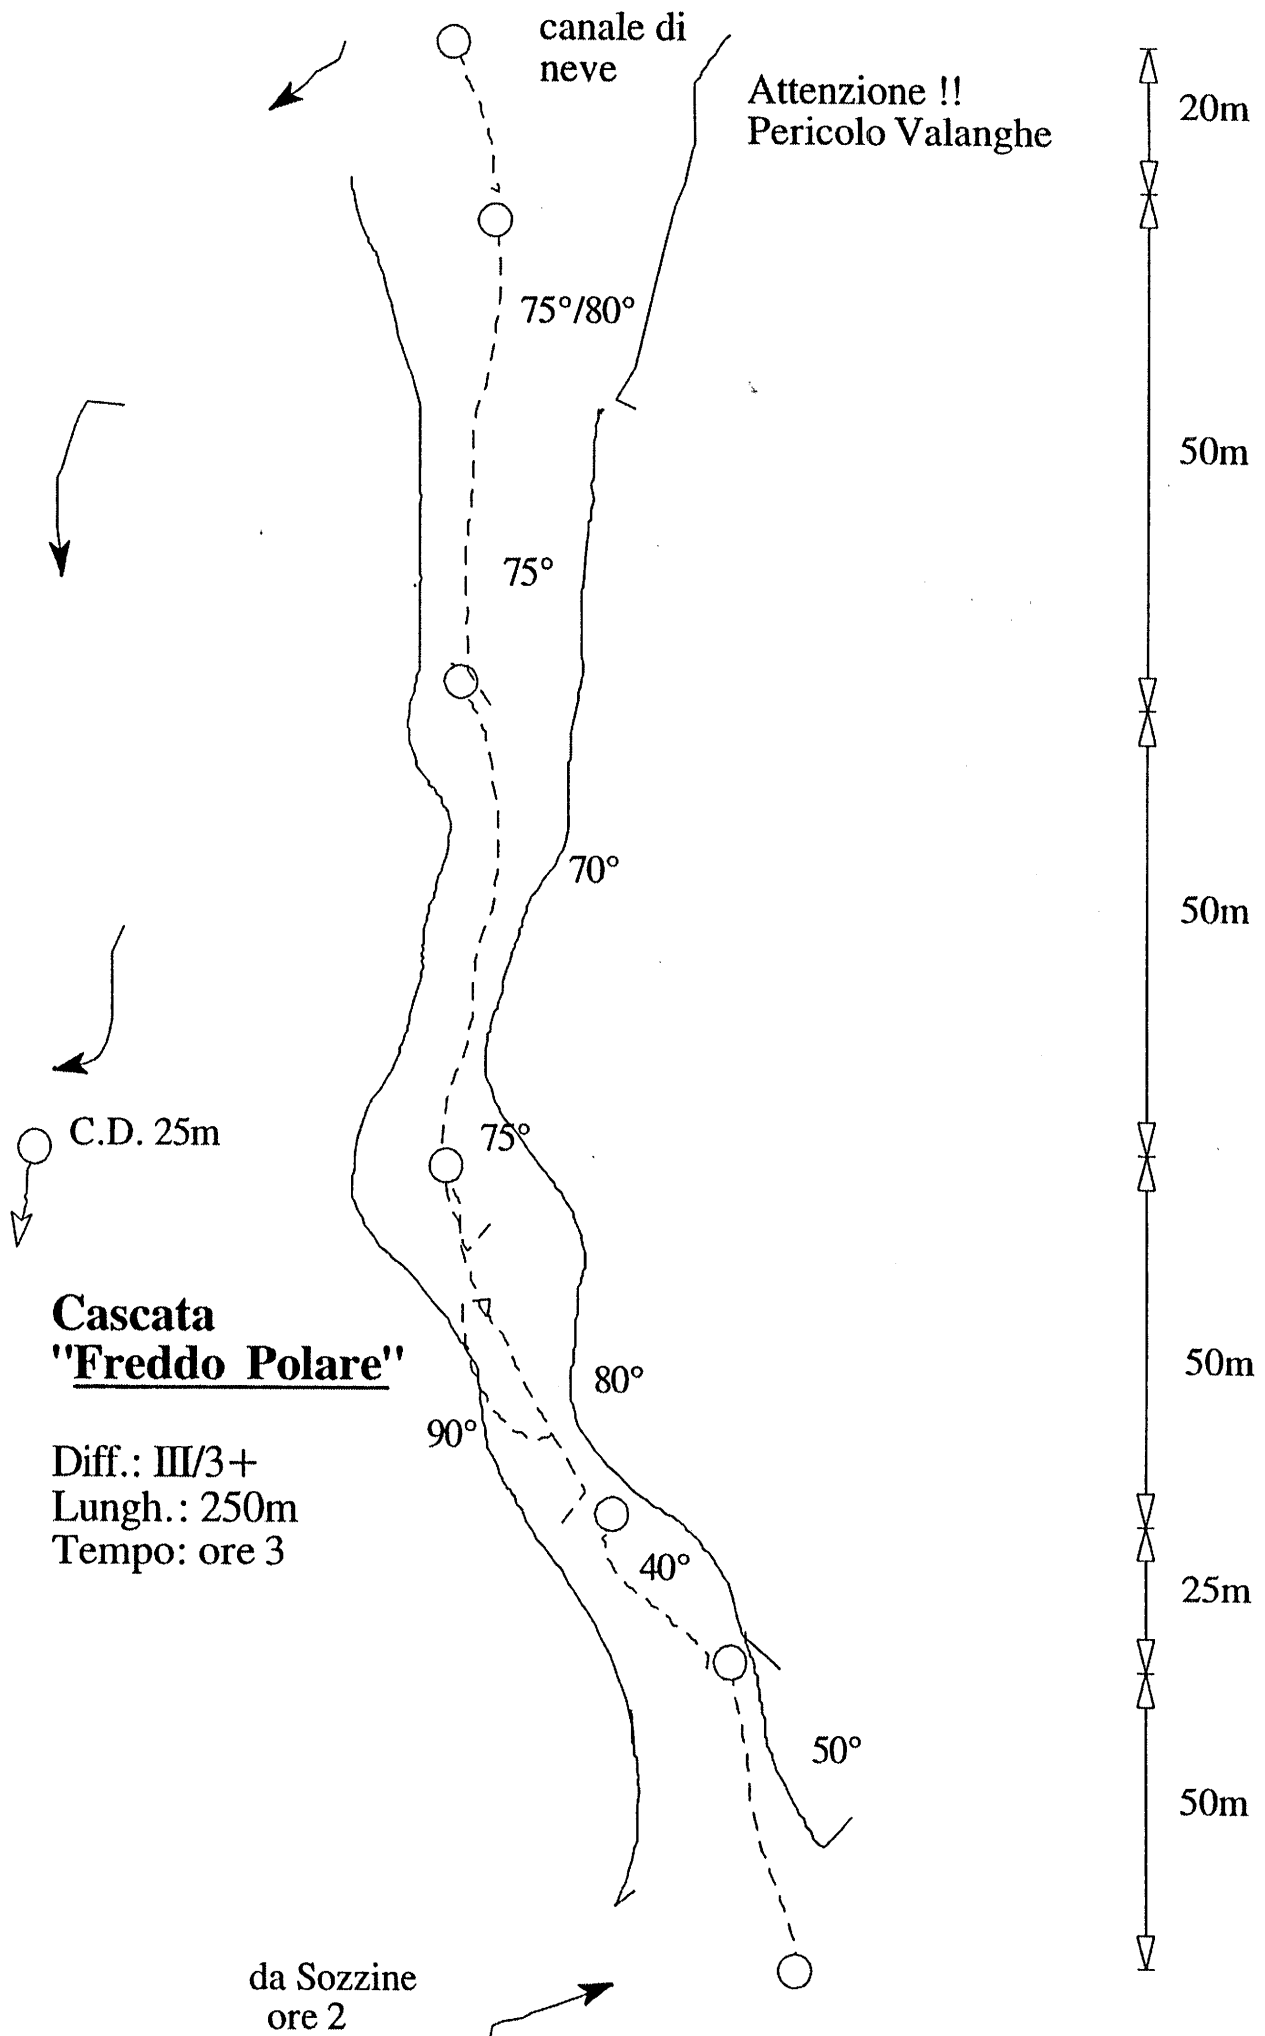 canale di
neve
Attenzione !!
Pericolo Valanghe
20m
75°/80°
50m
75°
70°
50m
C.D. 25m
75°
Cascata
"Freddo Polare"
80°
50m
90°
Diff.: III/3+
Lungh.: 250m
Tempo: ore 3
40°
25m
50°
50m
da Sozzine
ore 2